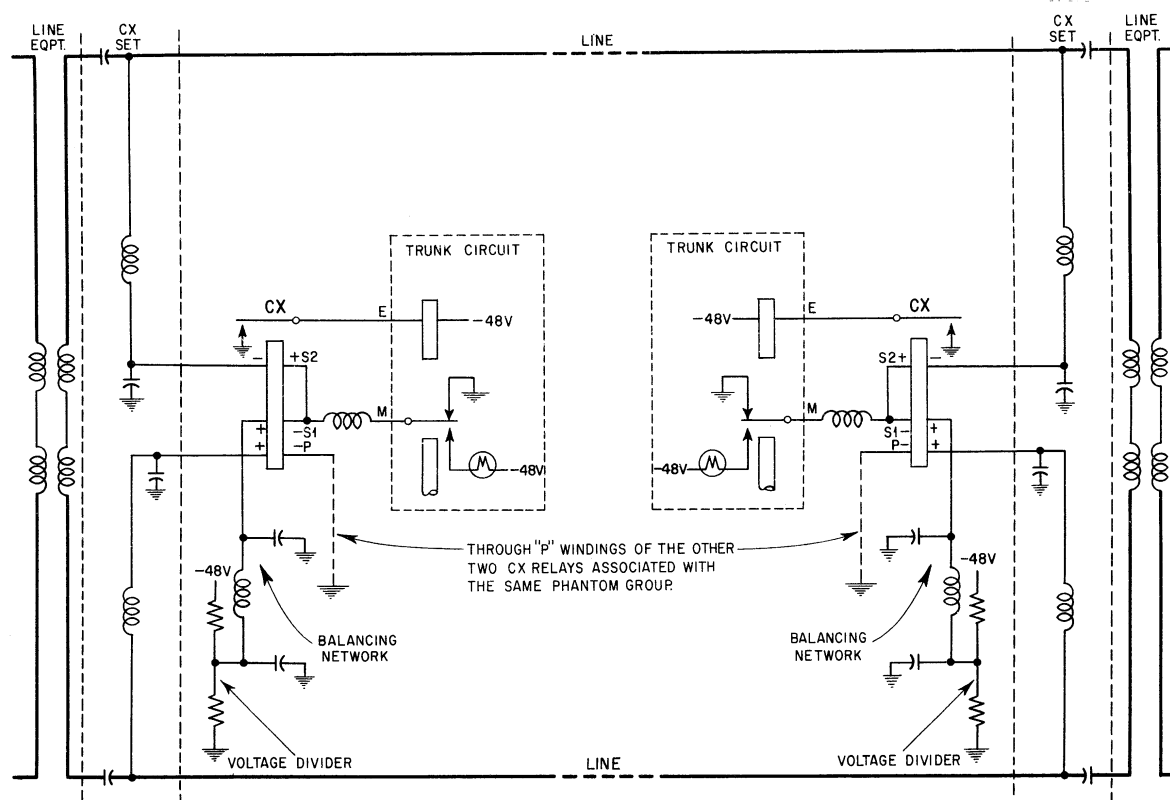 LINE
EQPT.
CX
SET
LINE
CX
SET
LINE
EQPT.
TRUNK CIRCUIT
TRUNK CIRCUIT
CX
E
-48V
-48V
E
CX
-
+S2
S2+
-
M
M
+
-S1
S1-
+
+
-P
P-
+
-48V
-48V
THROUGH "P" WINDINGS OF THE OTHER
TWO CX RELAYS ASSOCIATED WITH
THE SAME PHANTOM GROUP.
-48V
-48V
BALANCING
NETWORK
BALANCING
NETWORK
VOLTAGE DIVIDER
LINE
VOLTAGE DIVIDER